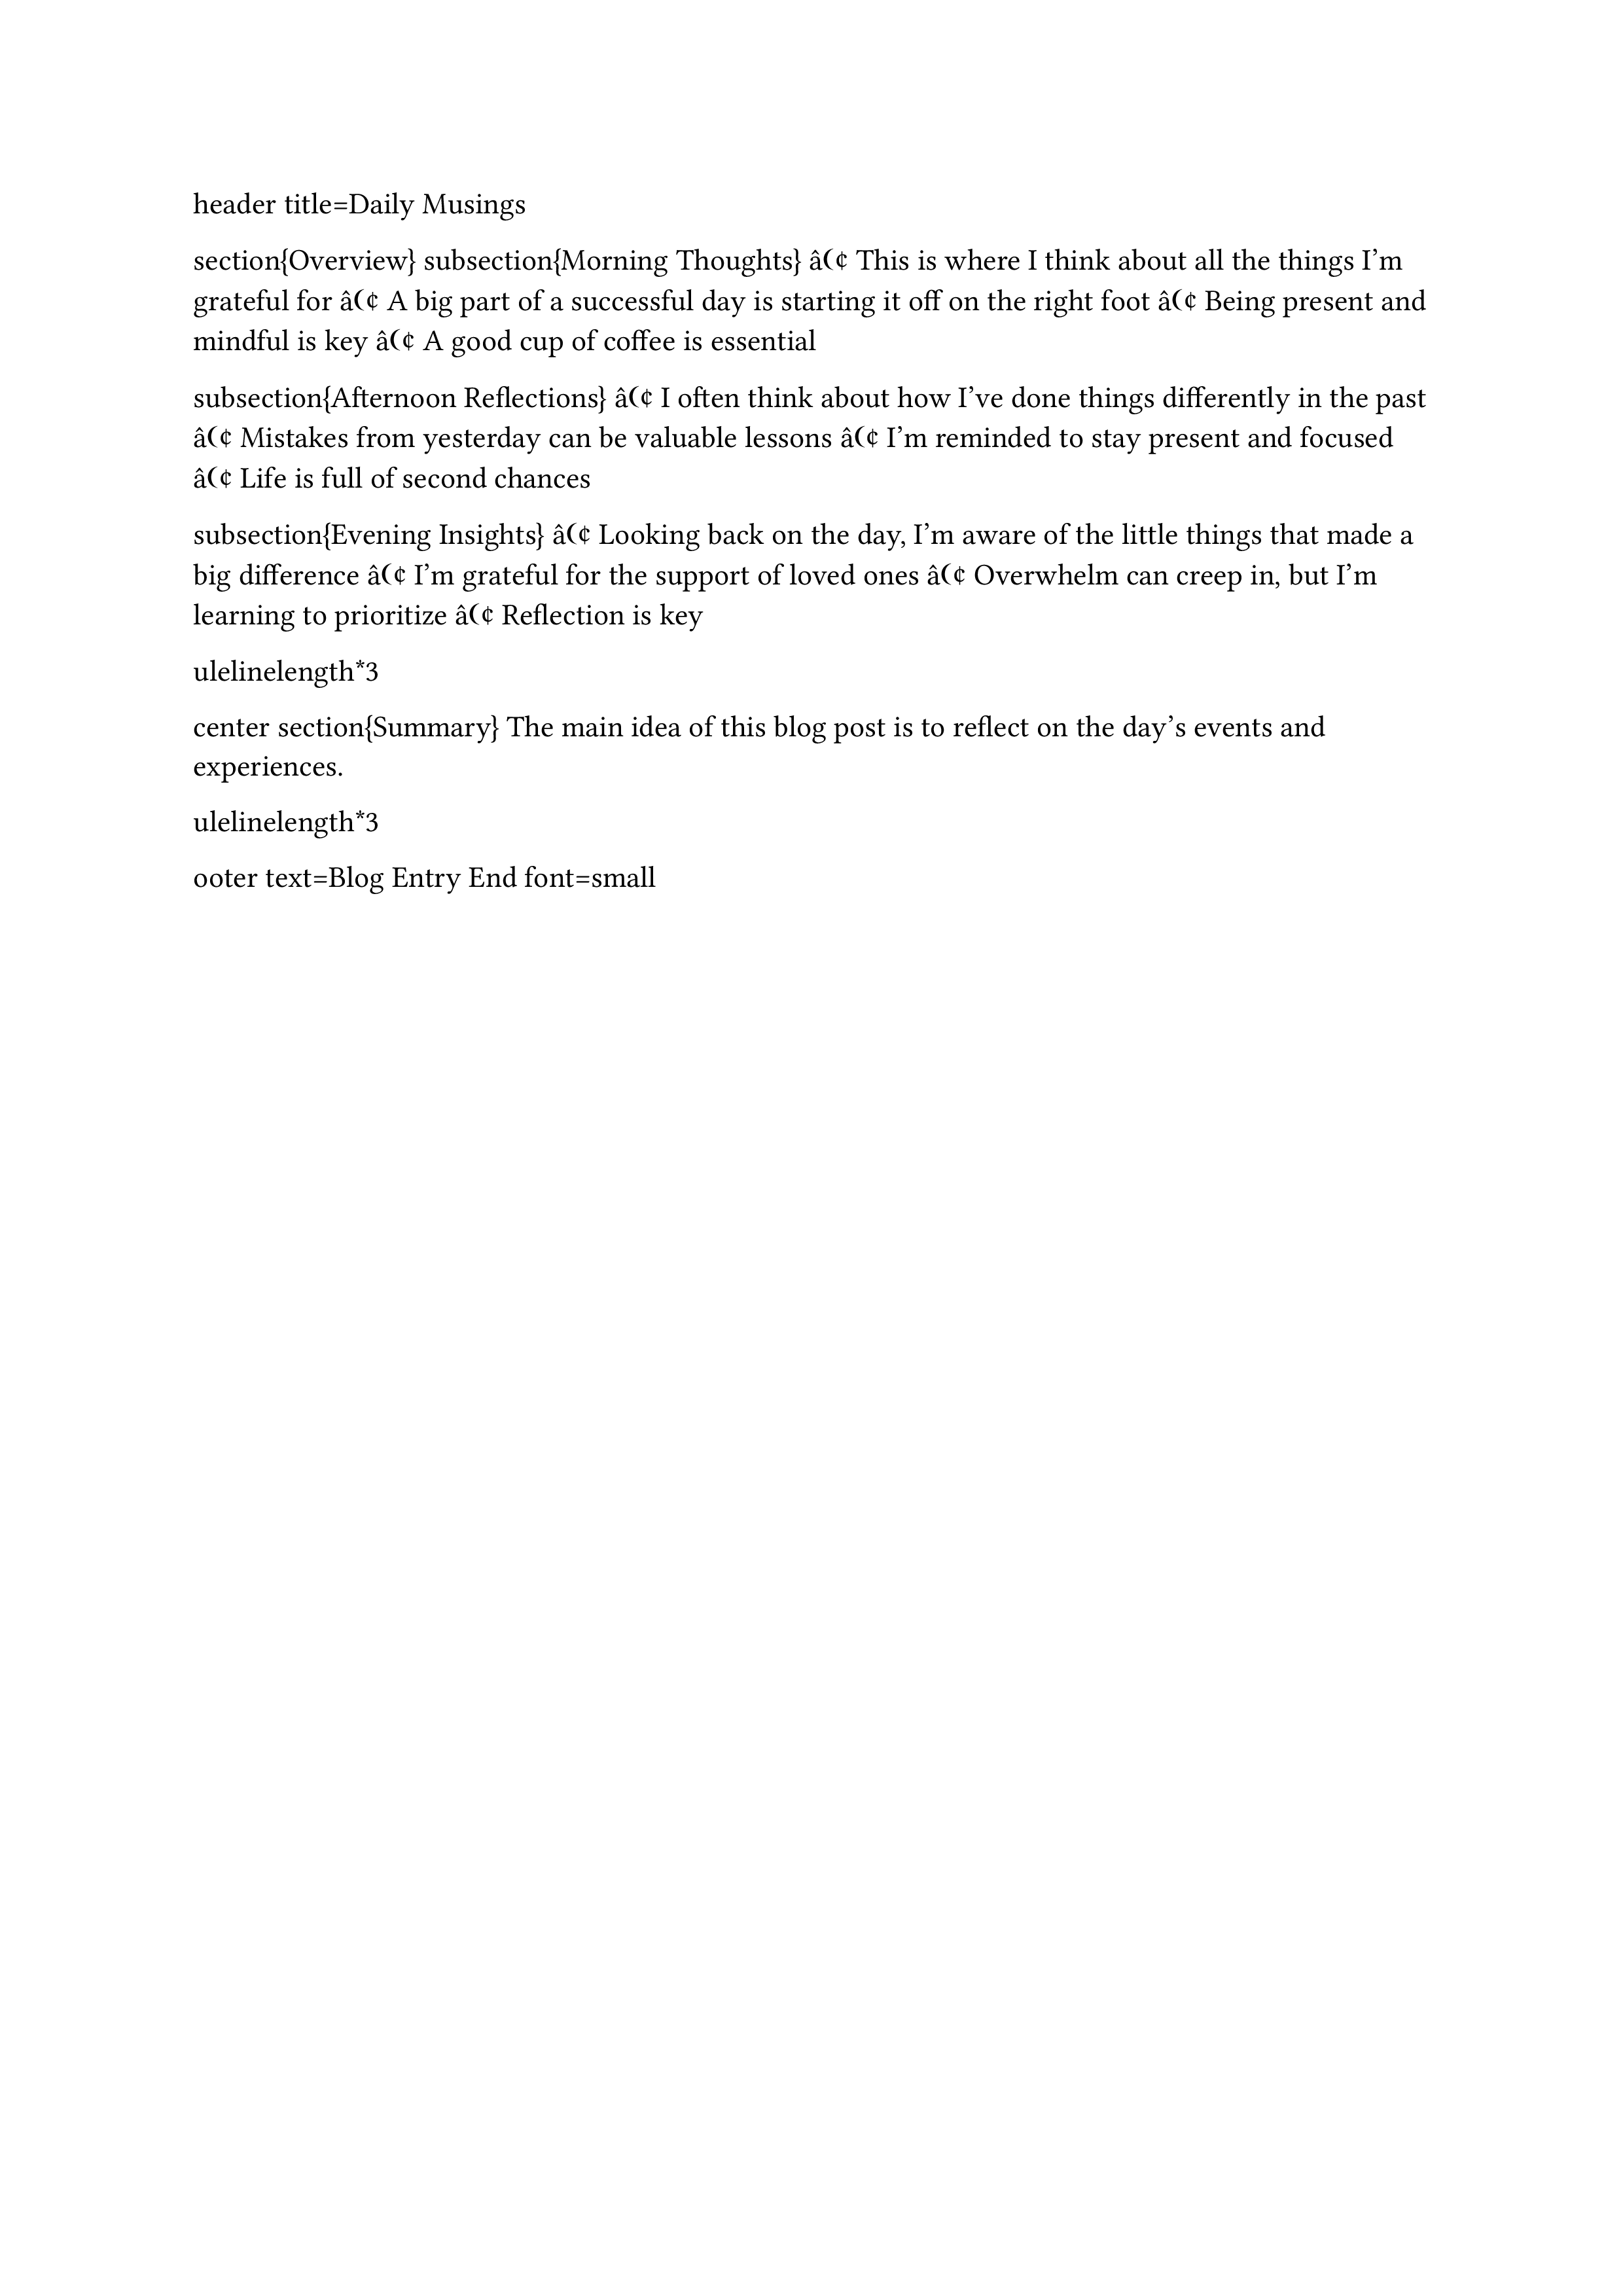 header title=Daily Musings
section{Overview} subsection{Morning Thoughts} â(¢ This is where I think about all the things I’m
grateful for â(¢ A big part of a successful day is starting it off on the right foot â(¢ Being present and
mindful is key â(¢ A good cup of coffee is essential
subsection{Afternoon Reflections} â(¢ I often think about how I’ve done things differently in the past
â(¢ Mistakes from yesterday can be valuable lessons â(¢ I’m reminded to stay present and focused
â(¢ Life is full of second chances
subsection{Evening Insights} â(¢ Looking back on the day, I’m aware of the little things that made a
big difference â(¢ I’m grateful for the support of loved ones â(¢ Overwhelm can creep in, but I’m
learning to prioritize â(¢ Reflection is key
ulelinelength*3
center section{Summary} The main idea of this blog post is to reflect on the day’s events and
experiences.
ulelinelength*3
ooter text=Blog Entry End font=small